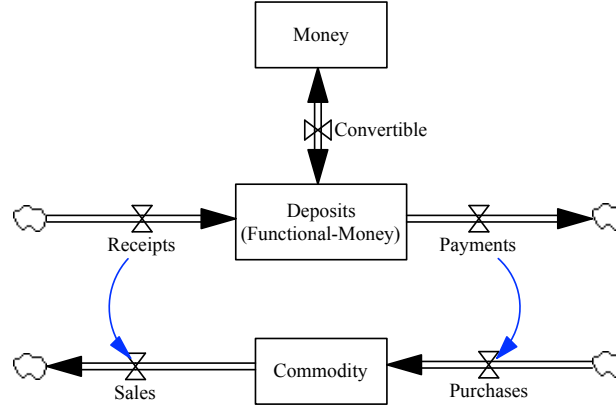 Money
Convertible
Deposits
(Functional-Money)
Receipts
Payments
Commodity
Sales
Purchases